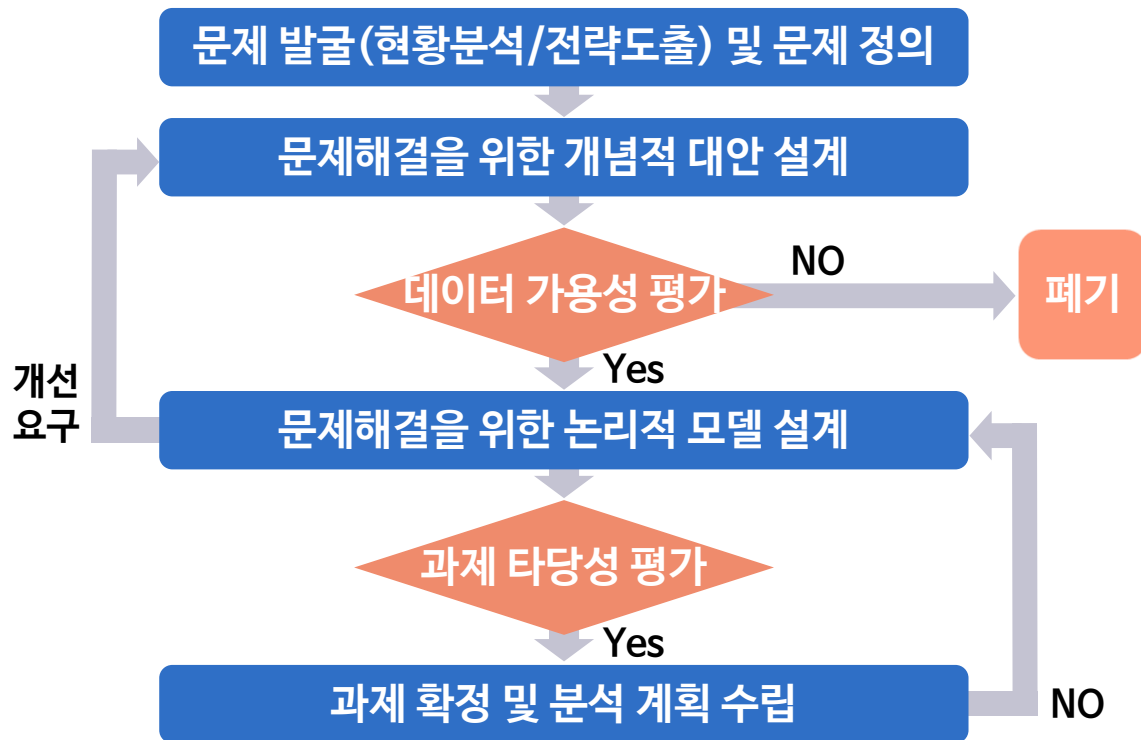 문제 발굴(현황분석/전략도출) 및 문제 정의
문제해결을 위한 개념적 대안 설계
데이터 가용성 평가
NO
폐기
Yes
개선
요구
문제해결을 위한 논리적 모델 설계
과제 타당성 평가
Yes
과제 확정 및 분석 계획 수립
NO